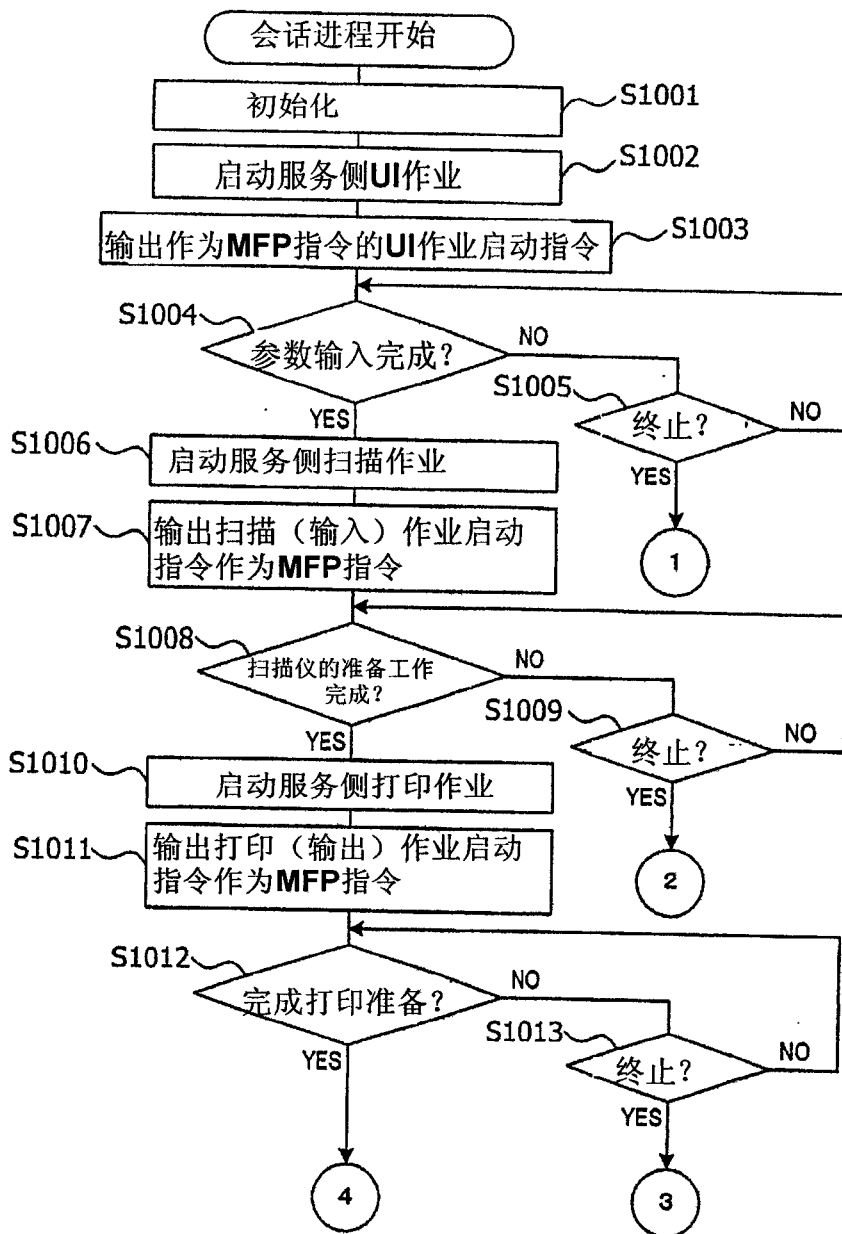 会话进程开始
初始化
S1001
启动服务侧UI作业
S1002
输出作为MFP指令的UI作业启动指令
S1003
S1004
参数输入完成?
NO
YES
S1005
终止?
NO
YES
1
S1006
启动服务侧扫描作业
S1007
输出扫描(输入)作业启动
指令作为MFP指令
S1008
扫描仪的准备工作
完成?
NO
YES
S1009
终止?
NO
YES
2
S1010
启动服务侧打印作业
S1011
输出打印(输出)作业启动
指令作为MFP指令
S1012
完成打印准备?
NO
YES
S1013
终止?
NO
YES
4
3